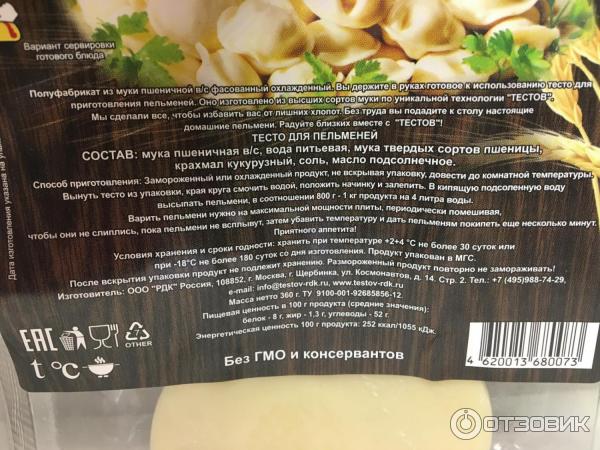 Вариант сервировки
готового блюда
Полуфабрикат из муки пшеничной в/с фасованный охлажденный. Вы держите в руках готовое к использованию тесто для
приготовления пельменей. Оно изготовлено из высших сортов муки по уникальной технологии "ТЕСТОВ".
Мы сделали все, чтобы избавить вас от лишних хлопот. Без труда вы подадите к столу настоящие
домашние пельмени. Радуйте близких вместе с "ТЕСТОВ"!
ТЕСТО ДЛЯ ПЕЛЬМЕНЕЙ
СОСТАВ: мука пшеничная в/с, вода питьевая, мука твердых сортов пшеницы,
крахмал кукурузный, соль, масло подсолнечное.
Способ приготовления: Замороженный или охлажденный продукт, не вскрывая упаковку, довести до комнатной температуры.
Вынуть тесто из упаковки, края круга смочить водой, положить начинку и залепить. В кипящую подсоленную воду
высыпать пельмени, в соотношении 800 г - 1 кг продукта на 4 литра воды.
Варить пельмени нужно на максимальной мощности плиты, периодически помешивая,
чтобы они не слиплись, пока пельмени не всплывут, затем убавить температуру и дать пельменям покипеть еще несколько минут.
Приятного аппетита!
Условия хранения и сроки годности: хранить при температуре +2+4 °С не более 30 суток или
при -18°С не более 180 суток со дня изготовления. Продукт упакован в МГС.
После вскрытия упаковки продукт не подлежит хранению. Размороженный продукт повторно не замораживать!
Изготовитель: ООО "РДК" Россия, 108852, г. Москва, г. Щербинка, ул. Космонавтов, д. 14. Стр. 2. Тел.: +7 (495)988-74-29,
e-mail: info@testov-rdk.ru, www.testov-rdk.ru
Масса нетто 360 г. ТУ 9100-001-92685856-12.
Пищевая ценность в 100 г продукта (средние значения):
белок - 8 г, жир - 1,3 г, углеводы - 52 г.
Энергетическая ценность 100 г продукта: 252 ккал/1055 кДж.
Без ГМО и консервантов
EAC
OTHER
t °C
4 620013 680073
Дата изготовления указана на
ОТЗОВИК